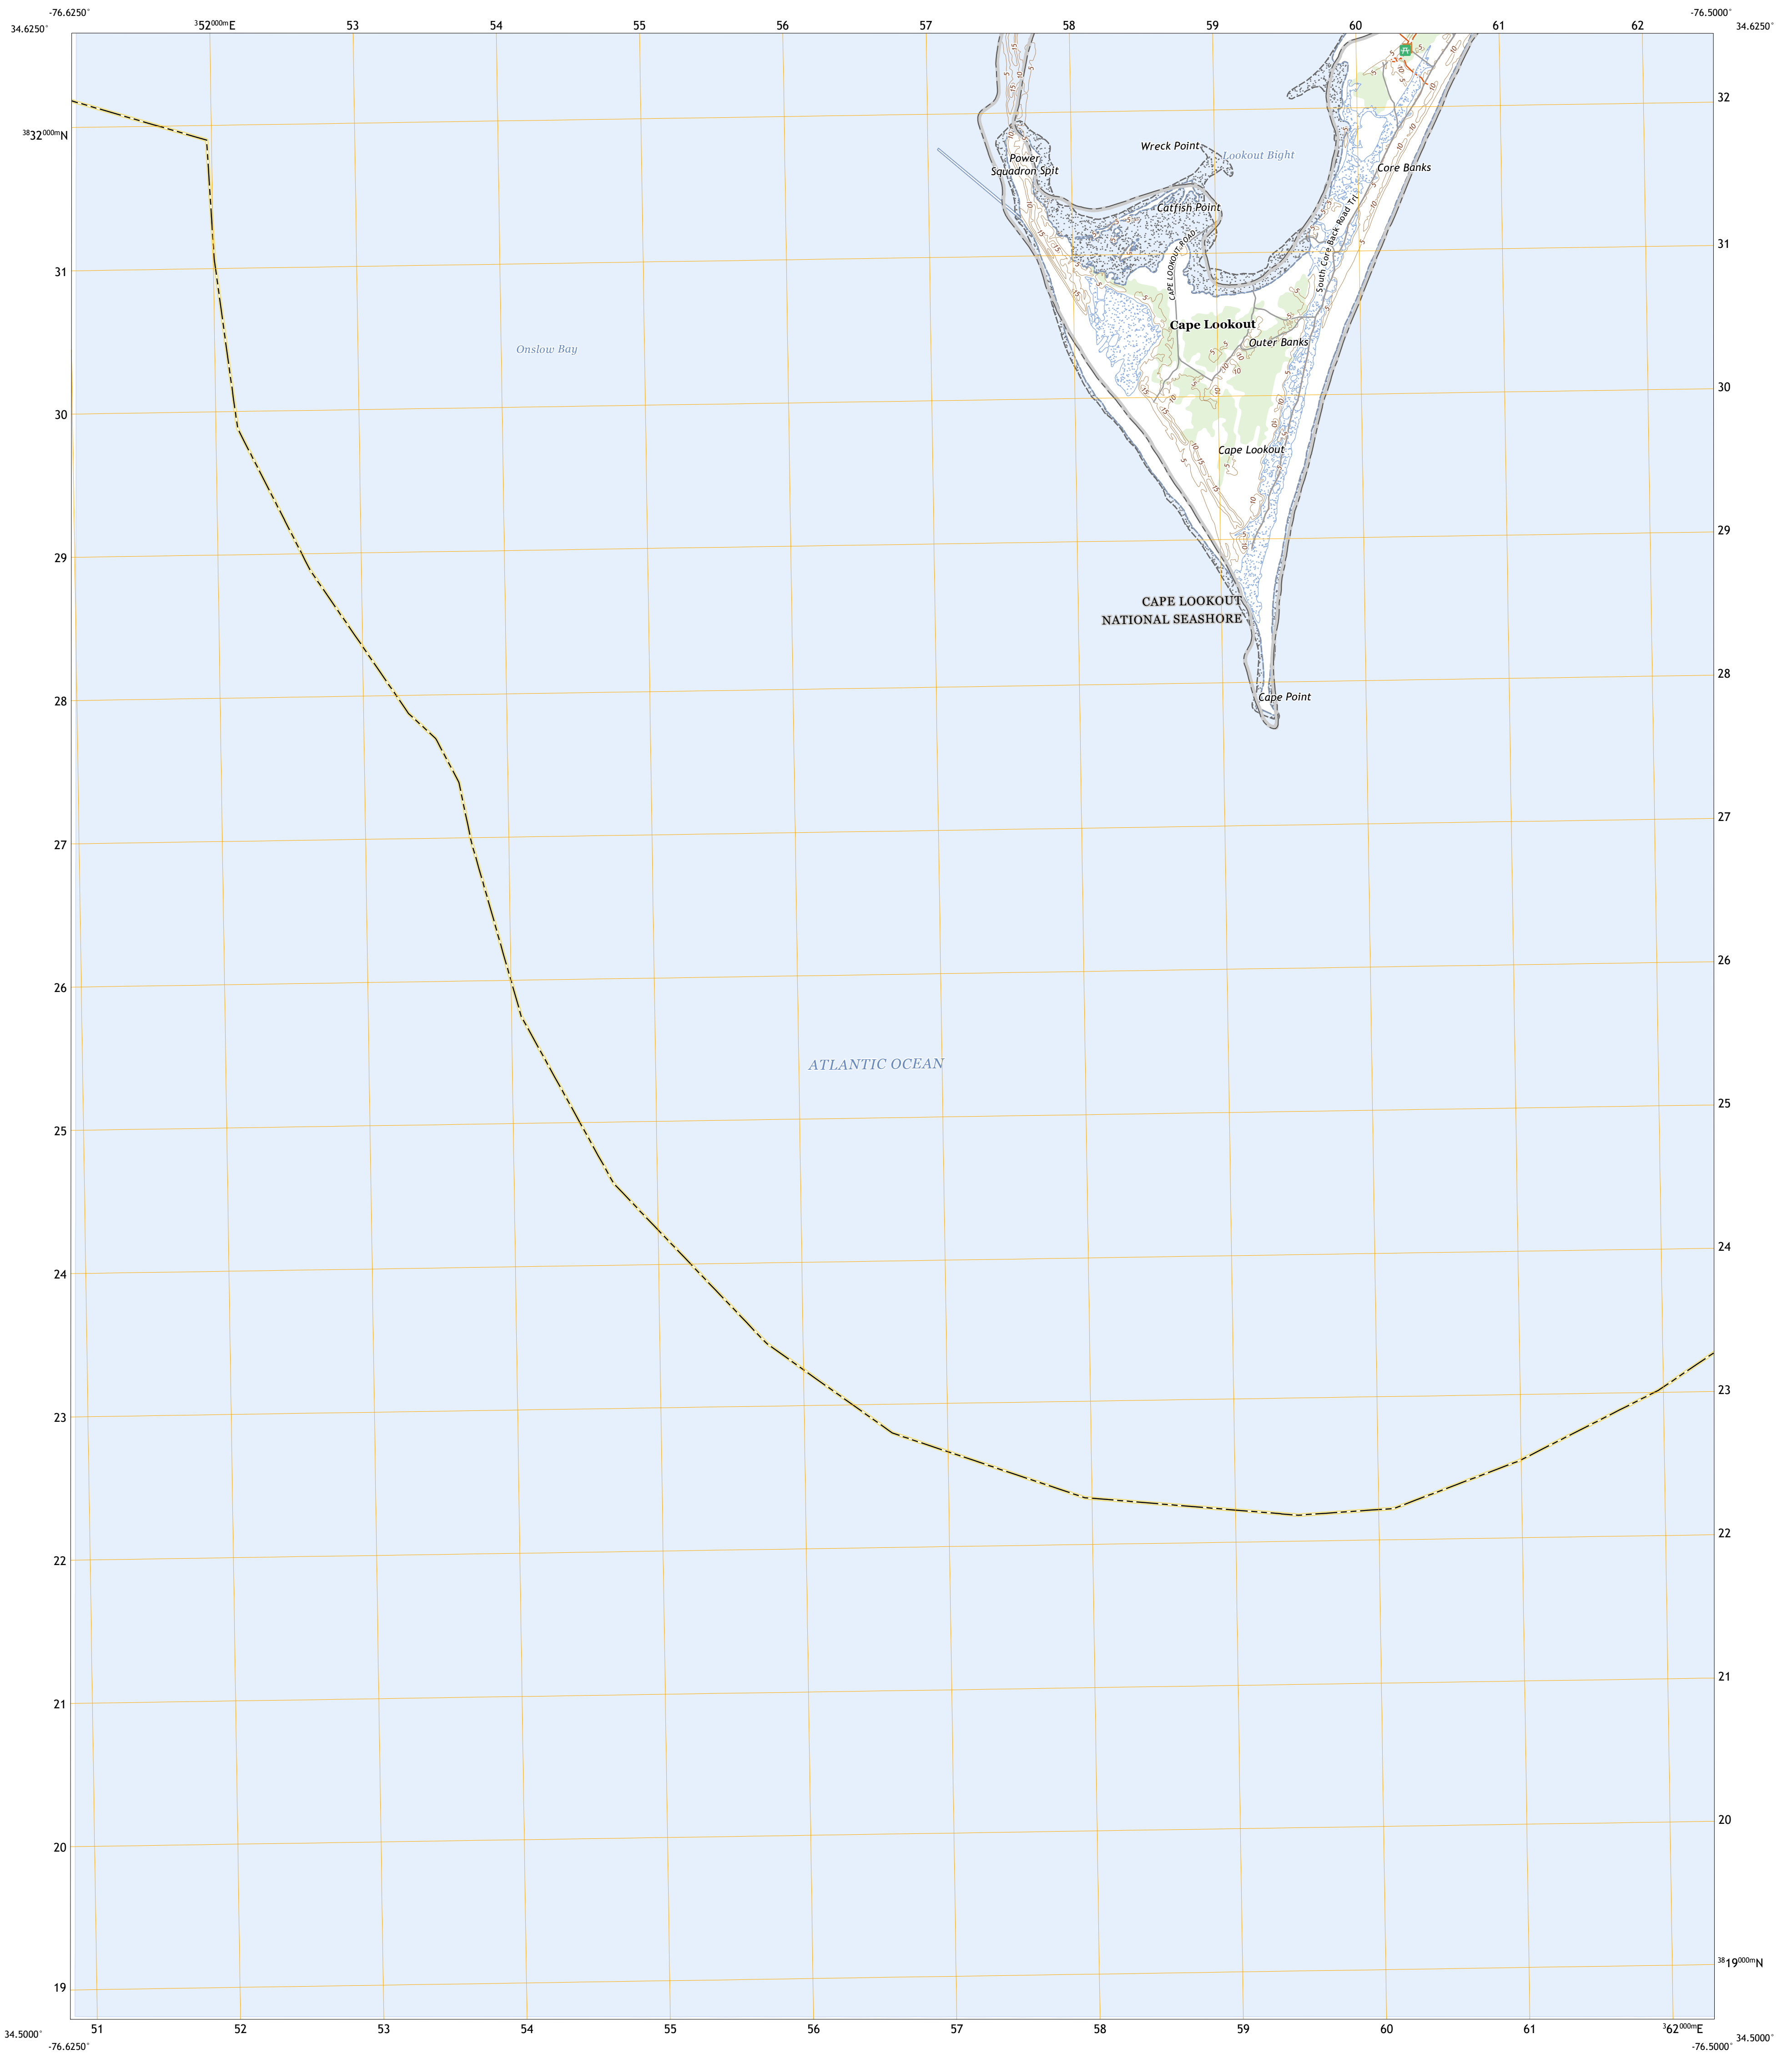 -76.6250°
-76.5000°
34.6250°
³52⁰⁰⁰ᵐE
53
54
55
56
57
58
59
60
61
62
34.6250°
32
³⁸32⁰⁰⁰ᵐN
Wreck Point
Lookout Bight
Power
Squadron Spit
Core Banks
Catfish Point
CAPE LOOKOUT ROAD
South Core Back Road Trl
31
31
Cape Lookout
Outer Banks
Onslow Bay
30
30
Cape Lookout
29
29
CAPE LOOKOUT
NATIONAL SEASHORE
28
28
Cape Point
27
27
26
26
ATLANTIC OCEAN
25
25
24
24
23
23
22
22
21
21
20
20
19
³⁸19⁰⁰⁰ᵐN
51
52
53
54
55
56
57
58
59
60
61
³62⁰⁰⁰ᵐE
34.5000°
34.5000°
-76.6250°
-76.5000°